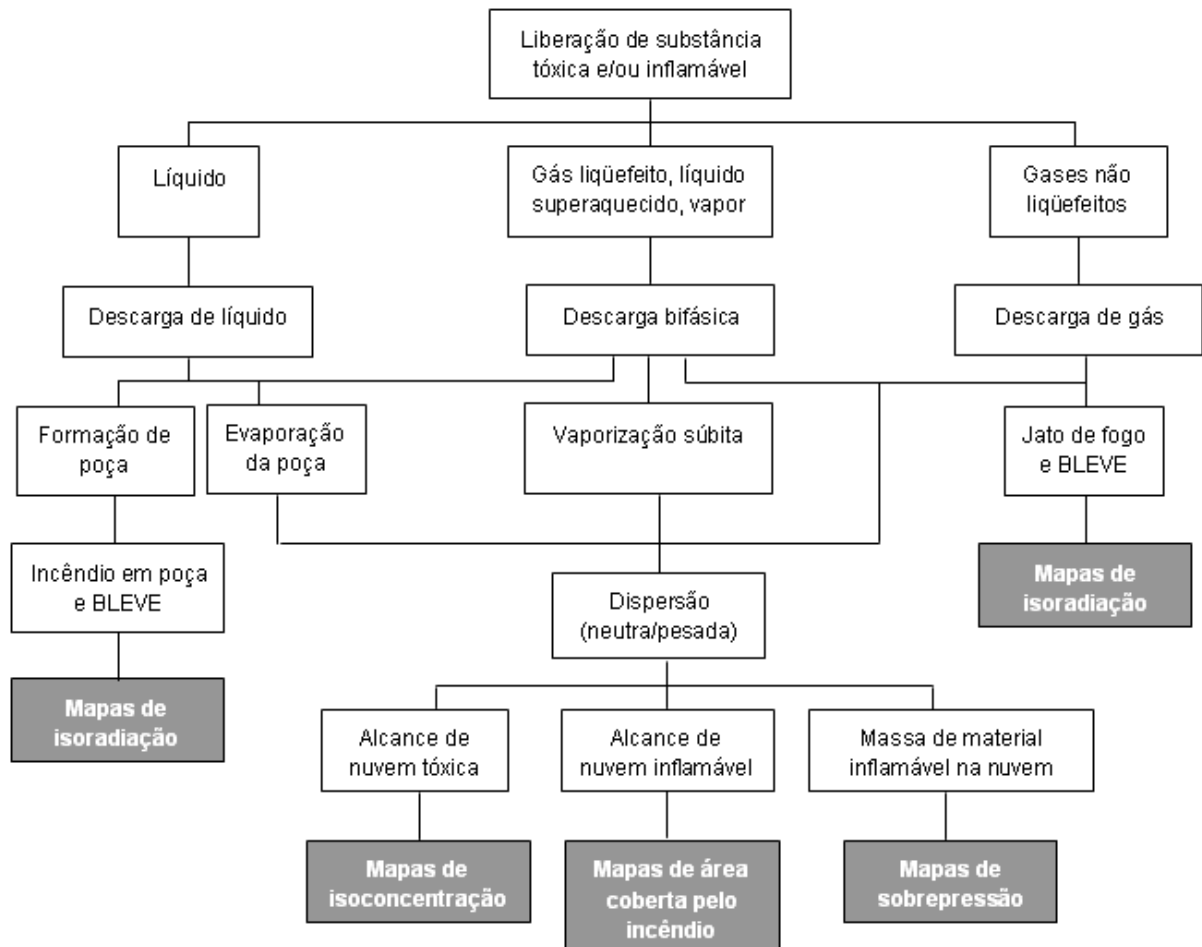 Liberação de substância
tóxica e/ou inflamável
Líquido
Gás liqüefeito, líquido
superaquecido, vapor
Gases não
liqüefeitos
Descarga de líquido
Descarga bifásica
Descarga de gás
Formação de
poça
Evaporação
da poça
Vaporização súbita
Jato de fogo
e BLEVE
Incêndio em poça
e BLEVE
Dispersão
(neutra/pesada)
Mapas de
isoradiação
Mapas de
isoradiação
Alcance de
nuvem tóxica
Alcance de
nuvem inflamável
Massa de material
inflamável na nuvem
Mapas de
isoconcentração
Mapas de área
coberta pelo
incêndio
Mapas de
sobrepressão